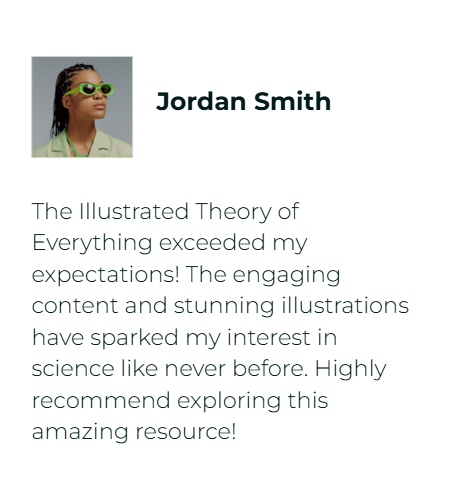 Jordan Smith
The Illustrated Theory of
Everything exceeded my
expectations! The engaging
content and stunning illustrations
have sparked my interest in
science like never before. Highly
recommend exploring this
amazing resource!